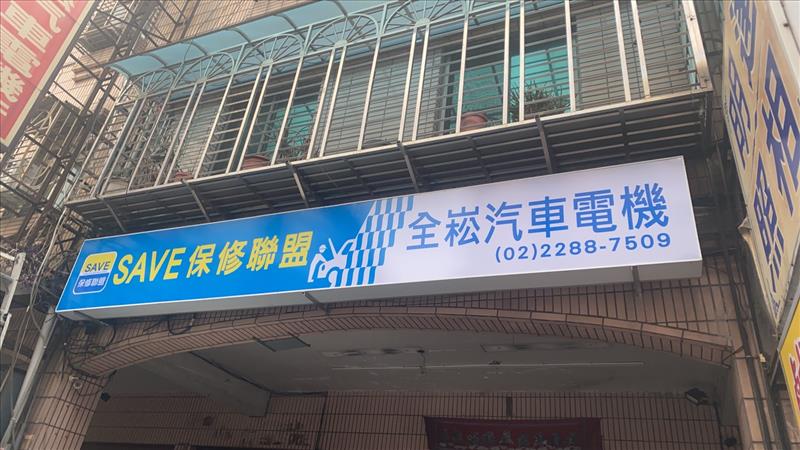 SAVE
保修聯盟
SAVE 保修聯盟
全崧汽車電機
(02)2288-7509